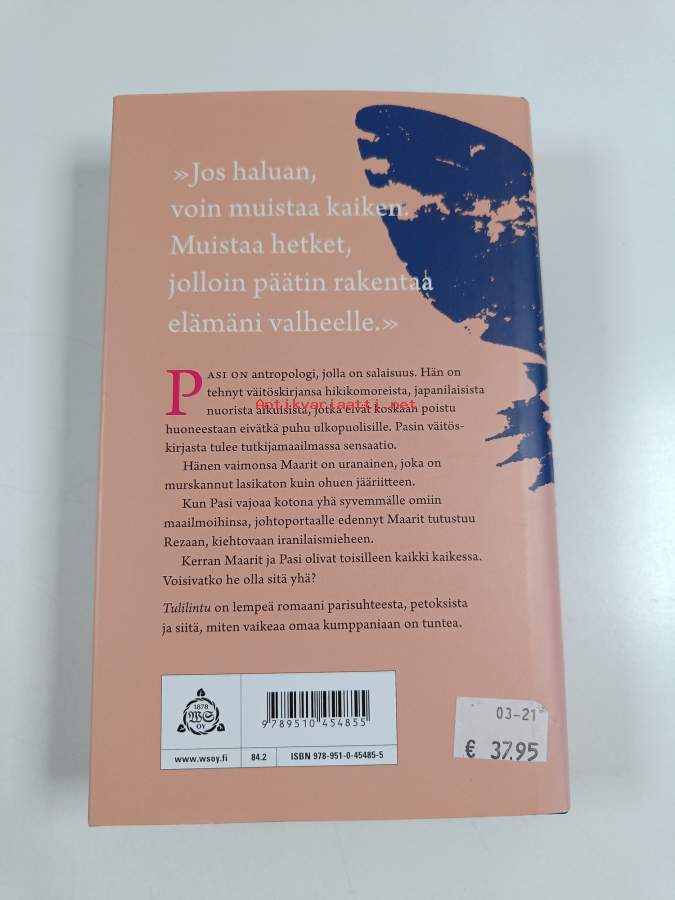 »Jos haluan,
voin muistaa kaiken.
Muistaa hetket,
jolloin päätin rakentaa
elämäni valheelle.»
PASI ON antropologi, jolla on salaisuus. Hän on
tehnyt väitöskirjansa hikikomoreista, japanilaisista
nuorista aikuisista, jotka eivät koskaan poistu
Antikvariaatti.net
huoneestaan eivätkä puhu ulkopuolisille. Pasin väitös-
kirjasta tulee tutkijamaailmassa sensaatio.
Hänen vaimonsa Maarit on uranainen, joka on
murskannut lasikaton kuin ohuen jääriitteen.
Kun Pasi vajoaa kotona yhä syvemmälle omiin
maailmoihinsa, johtoportaalle edennyt Maarit tutustuu
Rezaan, kiehtovaan iranilaismieheen.
Kerran Maarit ja Pasi olivat toisilleen kaikki kaikessa.
Voisivatko he olla sitä yhä?
Tulilintu on lempeä romaani parisuhteesta, petoksista
ja siitä, miten vaikeaa omaa kumppaniaan on tuntea.
1878
WS
OY
9789510 454855
www.wsoy.fi
84.2
ISBN 978-951-0-45485-5
03-21
€ 37.95